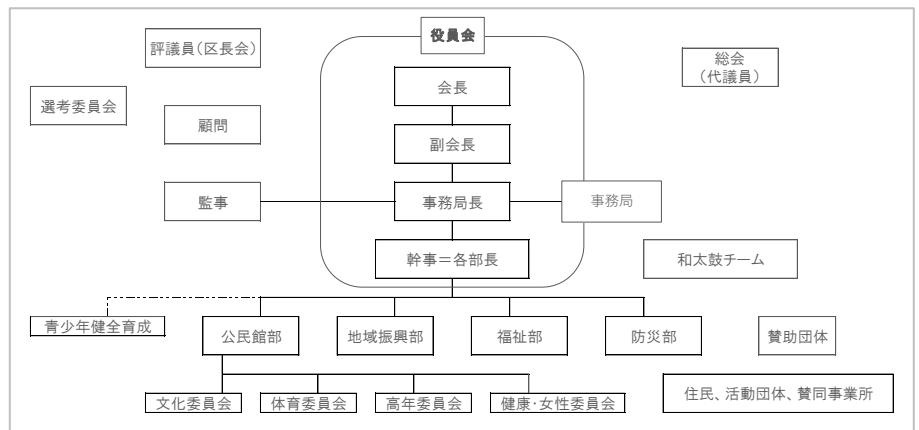 役員会
評議員（区長会）
総会
（代議員）
会長
選考委員会
顧問
副会長
監事
事務局長
事務局
幹事＝各部長
和太鼓チーム
青少年健全育成
公民館部
地域振興部
福祉部
防災部
賛助団体
文化委員会
体育委員会
高年委員会
健康・女性委員会
住民、活動団体、賛同事業所